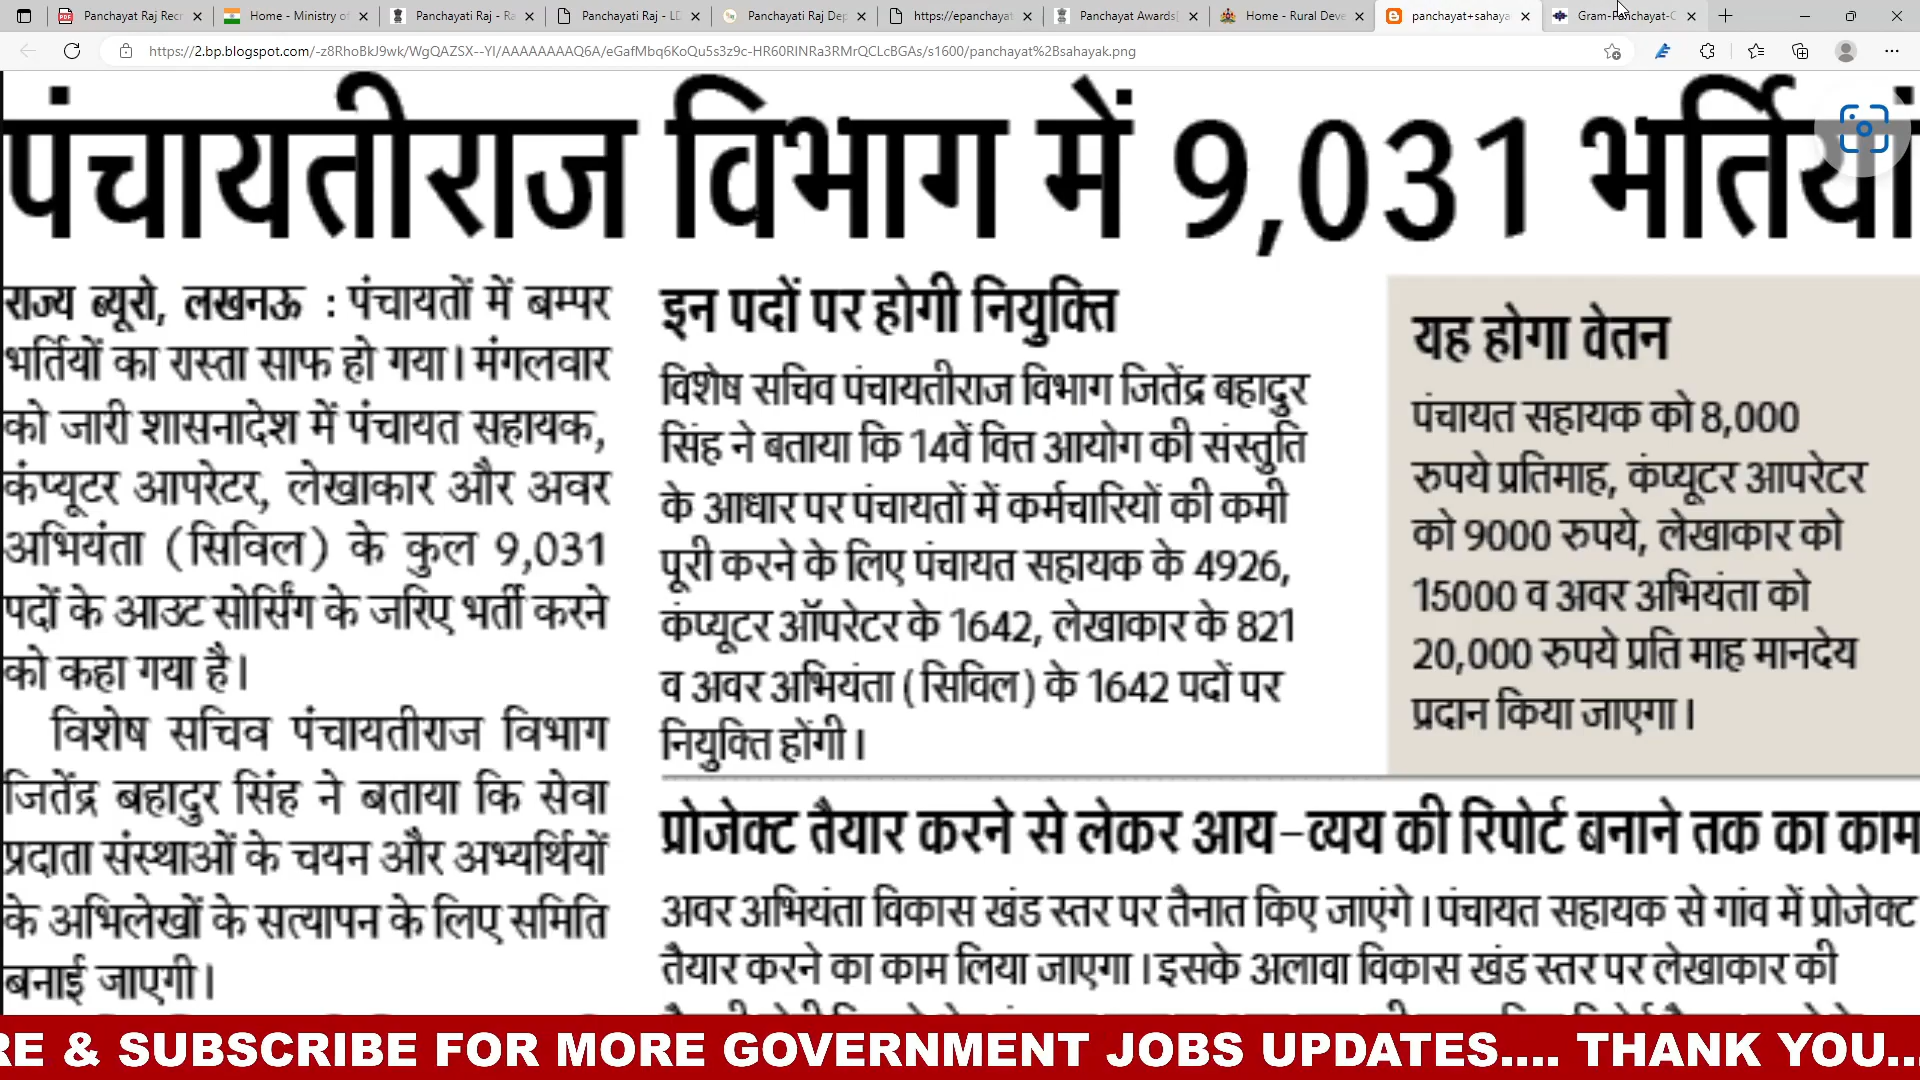 Panchayat Raj Recr
Home - Ministry of
Panchayati Raj - Ra
Panchayati Raj - LD
Panchayati Raj Dep
https://epanchayat
Panchayat Awards|
Home - Rural Deve
panchayat+sahaya
Gram-Panchayat-C
https://2.bp.blogspot.com/-z8RhoBkJ9wk/WgQAZSX--YI/AAAAAAAAQ6A/eGafMbq6KoQu5s3z9c-HR60RINRa3RMrQCLcBGAs/s1600/panchayat%2Bsahayak.png
पंचायतीराज विभाग में 9,031 भर्तियां
राज्य ब्यूरो, लखनऊ : पंचायतों में बम्पर
भर्तियों का रास्ता साफ हो गया। मंगलवार
को जारी शासनादेश में पंचायत सहायक,
कंप्यूटर आपरेटर, लेखाकार और अवर
अभियंता (सिविल) के कुल 9,031
पदों के आउट सोर्सिंग के जरिए भर्ती करने
को कहा गया है।
विशेष सचिव पंचायतीराज विभाग
जितेंद्र बहादुर सिंह ने बताया कि सेवा
प्रदाता संस्थाओं के चयन और अभ्यर्थियों
के अभिलेखों के सत्यापन के लिए समिति
बनाई जाएगी।
इन पदों पर होगी नियुक्ति
विशेष सचिव पंचायतीराज विभाग जितेंद्र बहादुर
सिंह ने बताया कि 14वें वित्त आयोग की संस्तुति
के आधार पर पंचायतों में कर्मचारियों की कमी
पूरी करने के लिए पंचायत सहायक के 4926,
कंप्यूटर ऑपरेटर के 1642, लेखाकार के 821
व अवर अभियंता (सिविल) के 1642 पदों पर
नियुक्ति होंगी।
यह होगा वेतन
पंचायत सहायक को 8,000
रुपये प्रतिमाह, कंप्यूटर आपरेटर
को 9000 रुपये, लेखाकार को
15000 व अवर अभियंता को
20,000 रुपये प्रति माह मानदेय
प्रदान किया जाएगा।
प्रोजेक्ट तैयार करने से लेकर आय-व्यय की रिपोर्ट बनाने तक का काम
अवर अभियंता विकास खंड स्तर पर तैनात किए जाएंगे। पंचायत सहायक से गांव में प्रोजेक्ट
तैयार करने का काम लिया जाएगा। इसके अलावा विकास खंड स्तर पर लेखाकार की
RE & SUBSCRIBE FOR MORE GOVERNMENT JOBS UPDATES.... THANK YOU..